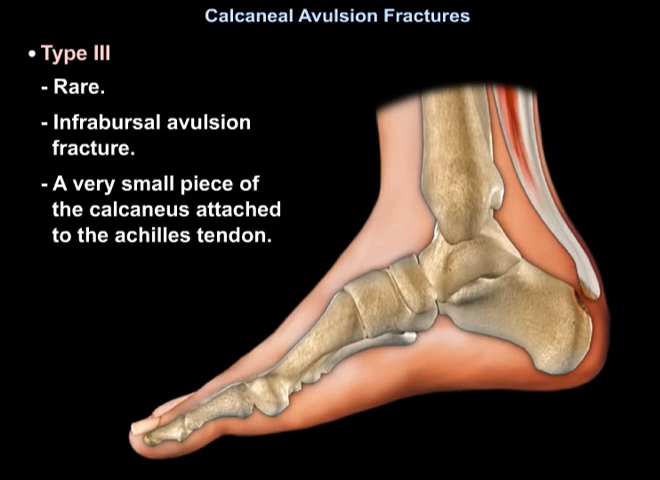 Calcaneal Avulsion Fractures
• Type III
- Rare.
- Infrabursal avulsion
fracture.
- A very small piece of
the calcaneus attached
to the achilles tendon.